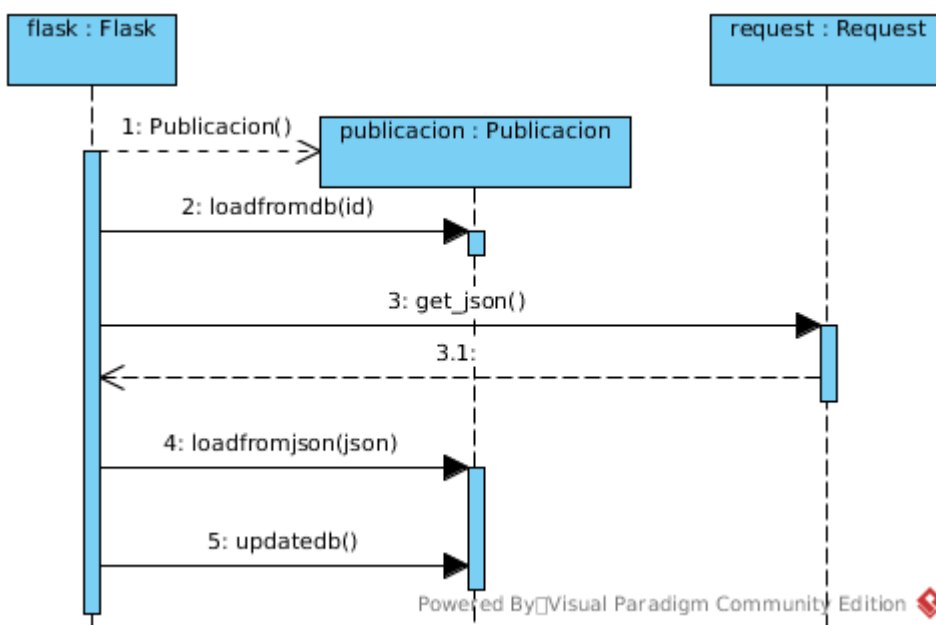 flask : Flask
request : Request
1: Publicacion()
publicacion : Publicacion
2: loadfromdb(id)
3: get_json()
3.1:
4: loadfromjson(json)
5: updatedb()
Powered By Visual Paradigm Community Edition